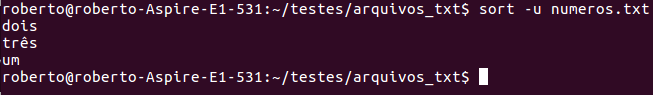 roberto@roberto-Aspire-E1-531:~/testes/arquivos_txt$ sort -u numeros.txt
dois
três
um
roberto@roberto-Aspire-E1-531:~/testes/arquivos_txt$